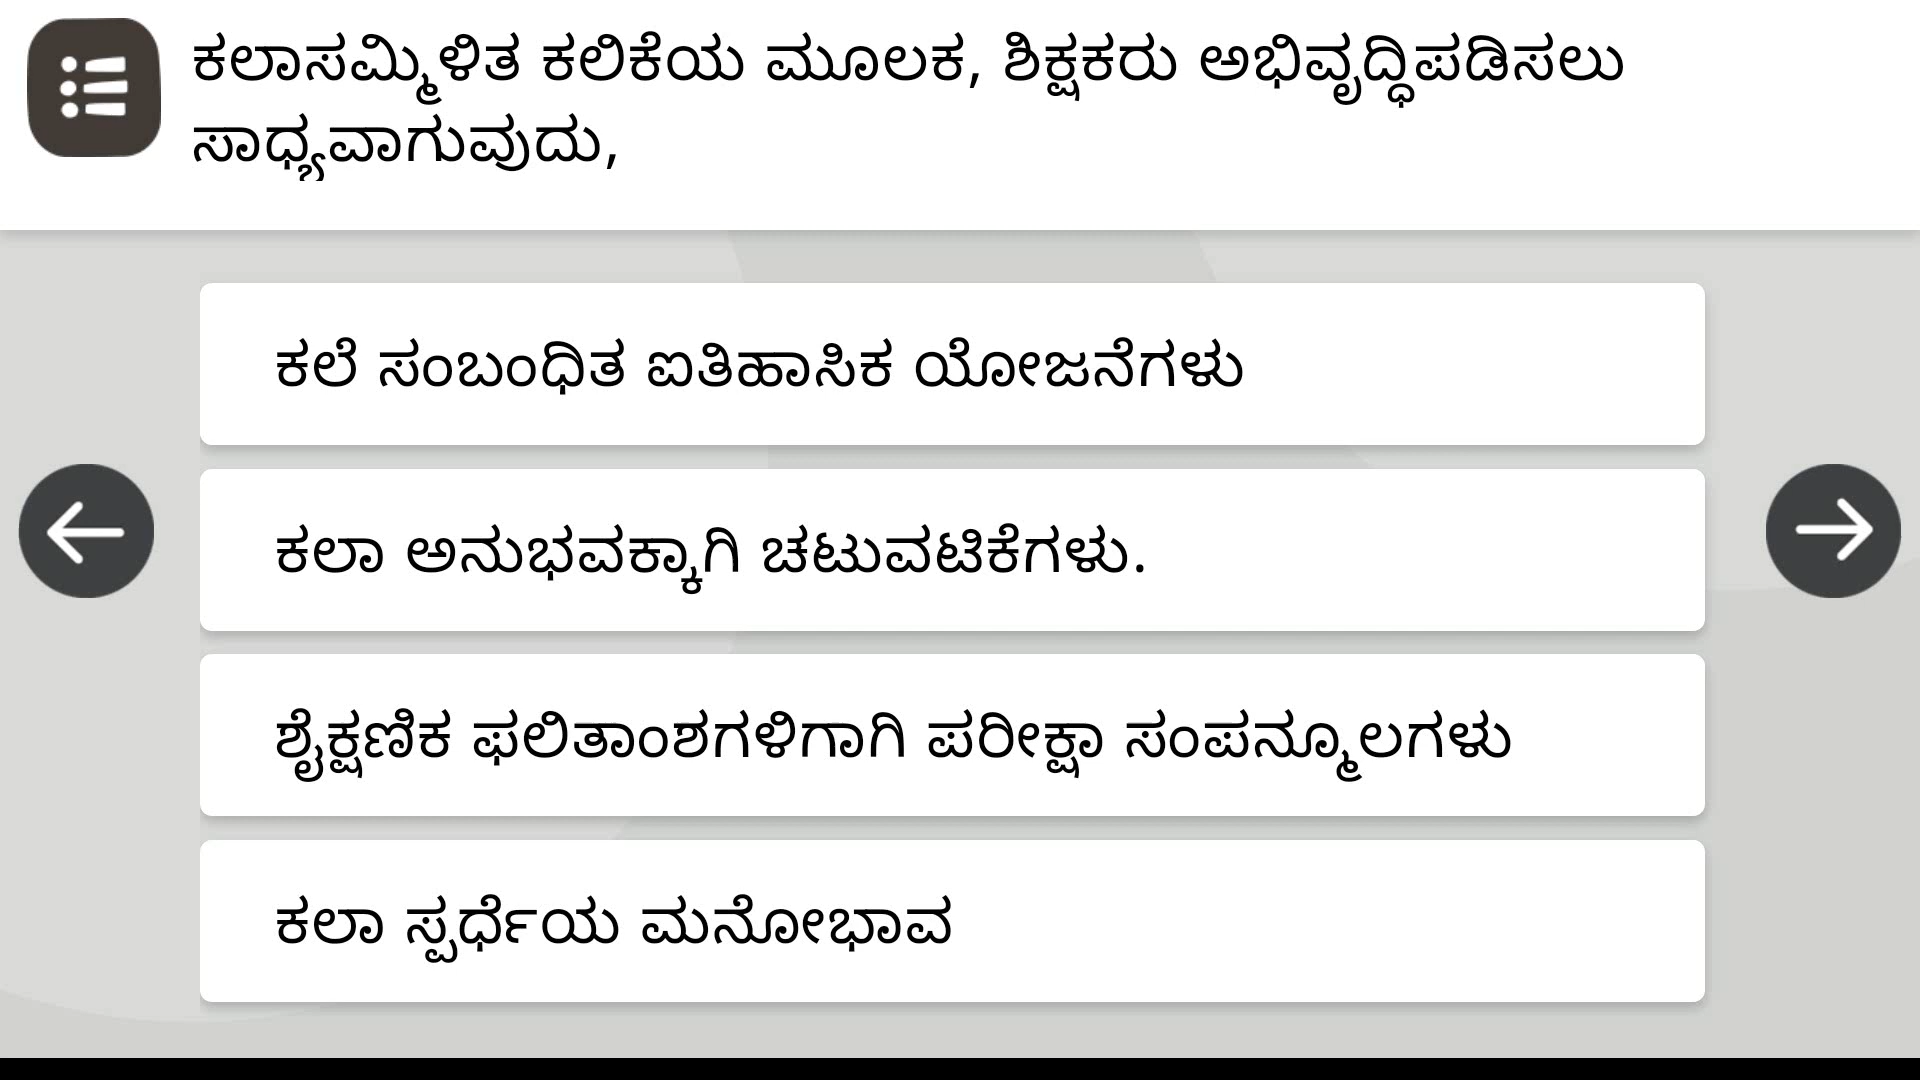 ಕಲಾಸಮ್ಮಿಳಿತ ಕಲಿಕೆಯ ಮೂಲಕ, ಶಿಕ್ಷಕರು ಅಭಿವೃದ್ಧಿಪಡಿಸಲು
ಸಾಧ್ಯವಾಗುವುದು,
ಕಲೆ ಸಂಬಂಧಿತ ಐತಿಹಾಸಿಕ ಯೋಜನೆಗಳು
ಕಲಾ ಅನುಭವಕ್ಕಾಗಿ ಚಟುವಟಿಕೆಗಳು.
ಶೈಕ್ಷಣಿಕ ಫಲಿತಾಂಶಗಳಿಗಾಗಿ ಪರೀಕ್ಷಾ ಸಂಪನ್ಮೂಲಗಳು
ಕಲಾ ಸ್ಪರ್ಧೆಯ ಮನೋಭಾವ